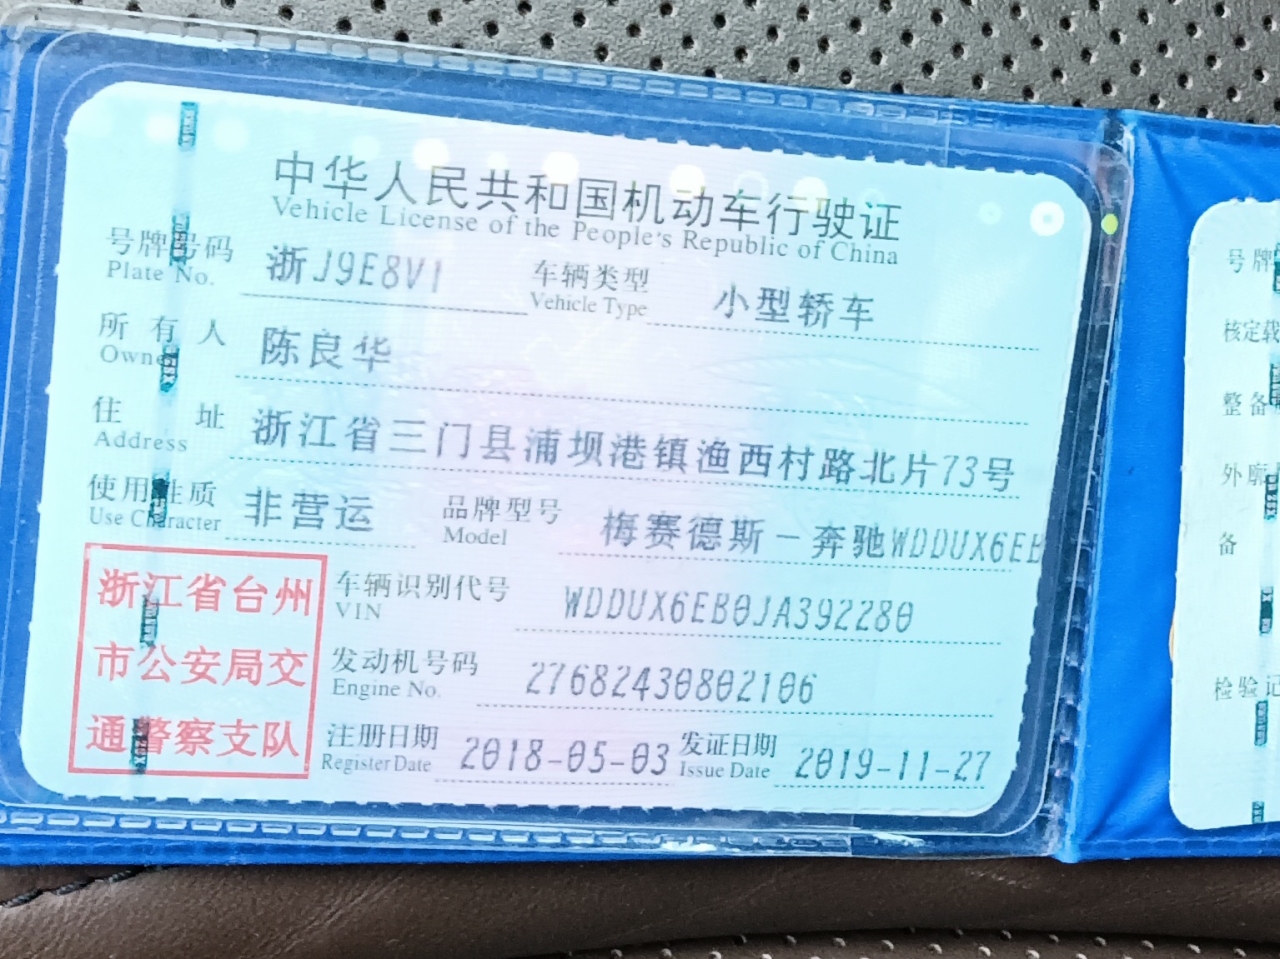 中华人民共和国机动车行驶证
Vehicle License of the People's Republic of China
号牌号码 浙J9E8V1 车辆类型 小型轿车
Plate No. Vehicle Type
所有人 陈良华
Owner
住址 浙江省三门县浦坝港镇渔西村路北片73号
Address
使用性质 非营运 品牌型号 梅赛德斯-奔驰WDDUX6EB
Use Character Model
浙江省台州
市公安局交
通警察支队
车辆识别代号 WDDUX6EB0JA392280
VIN
发动机号码 27682430802106
Engine No.
注册日期 2018-05-03 发证日期 2019-11-27
Register Date Issue Date
号牌
核定载
整备
外廓
备
检验记